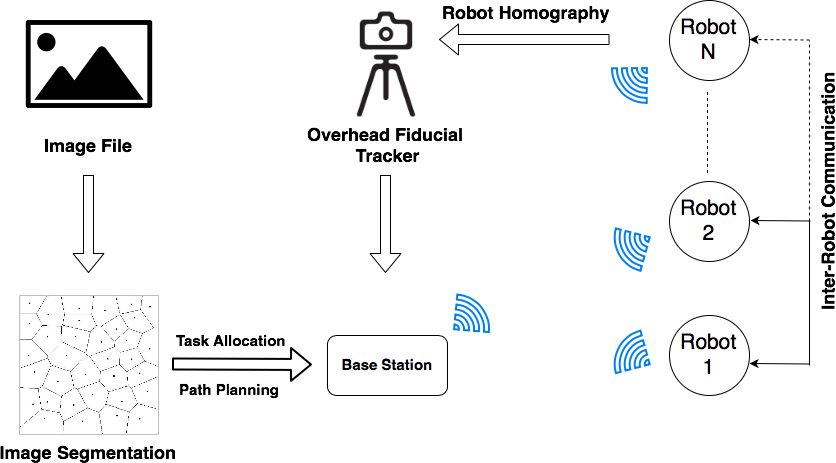 Robot Homography
Robot
N
Image File
Overhead Fiducial
Tracker
Inter-Robot Communication
Robot
2
Task Allocation
Path Planning
Base Station
Robot
1
Image Segmentation